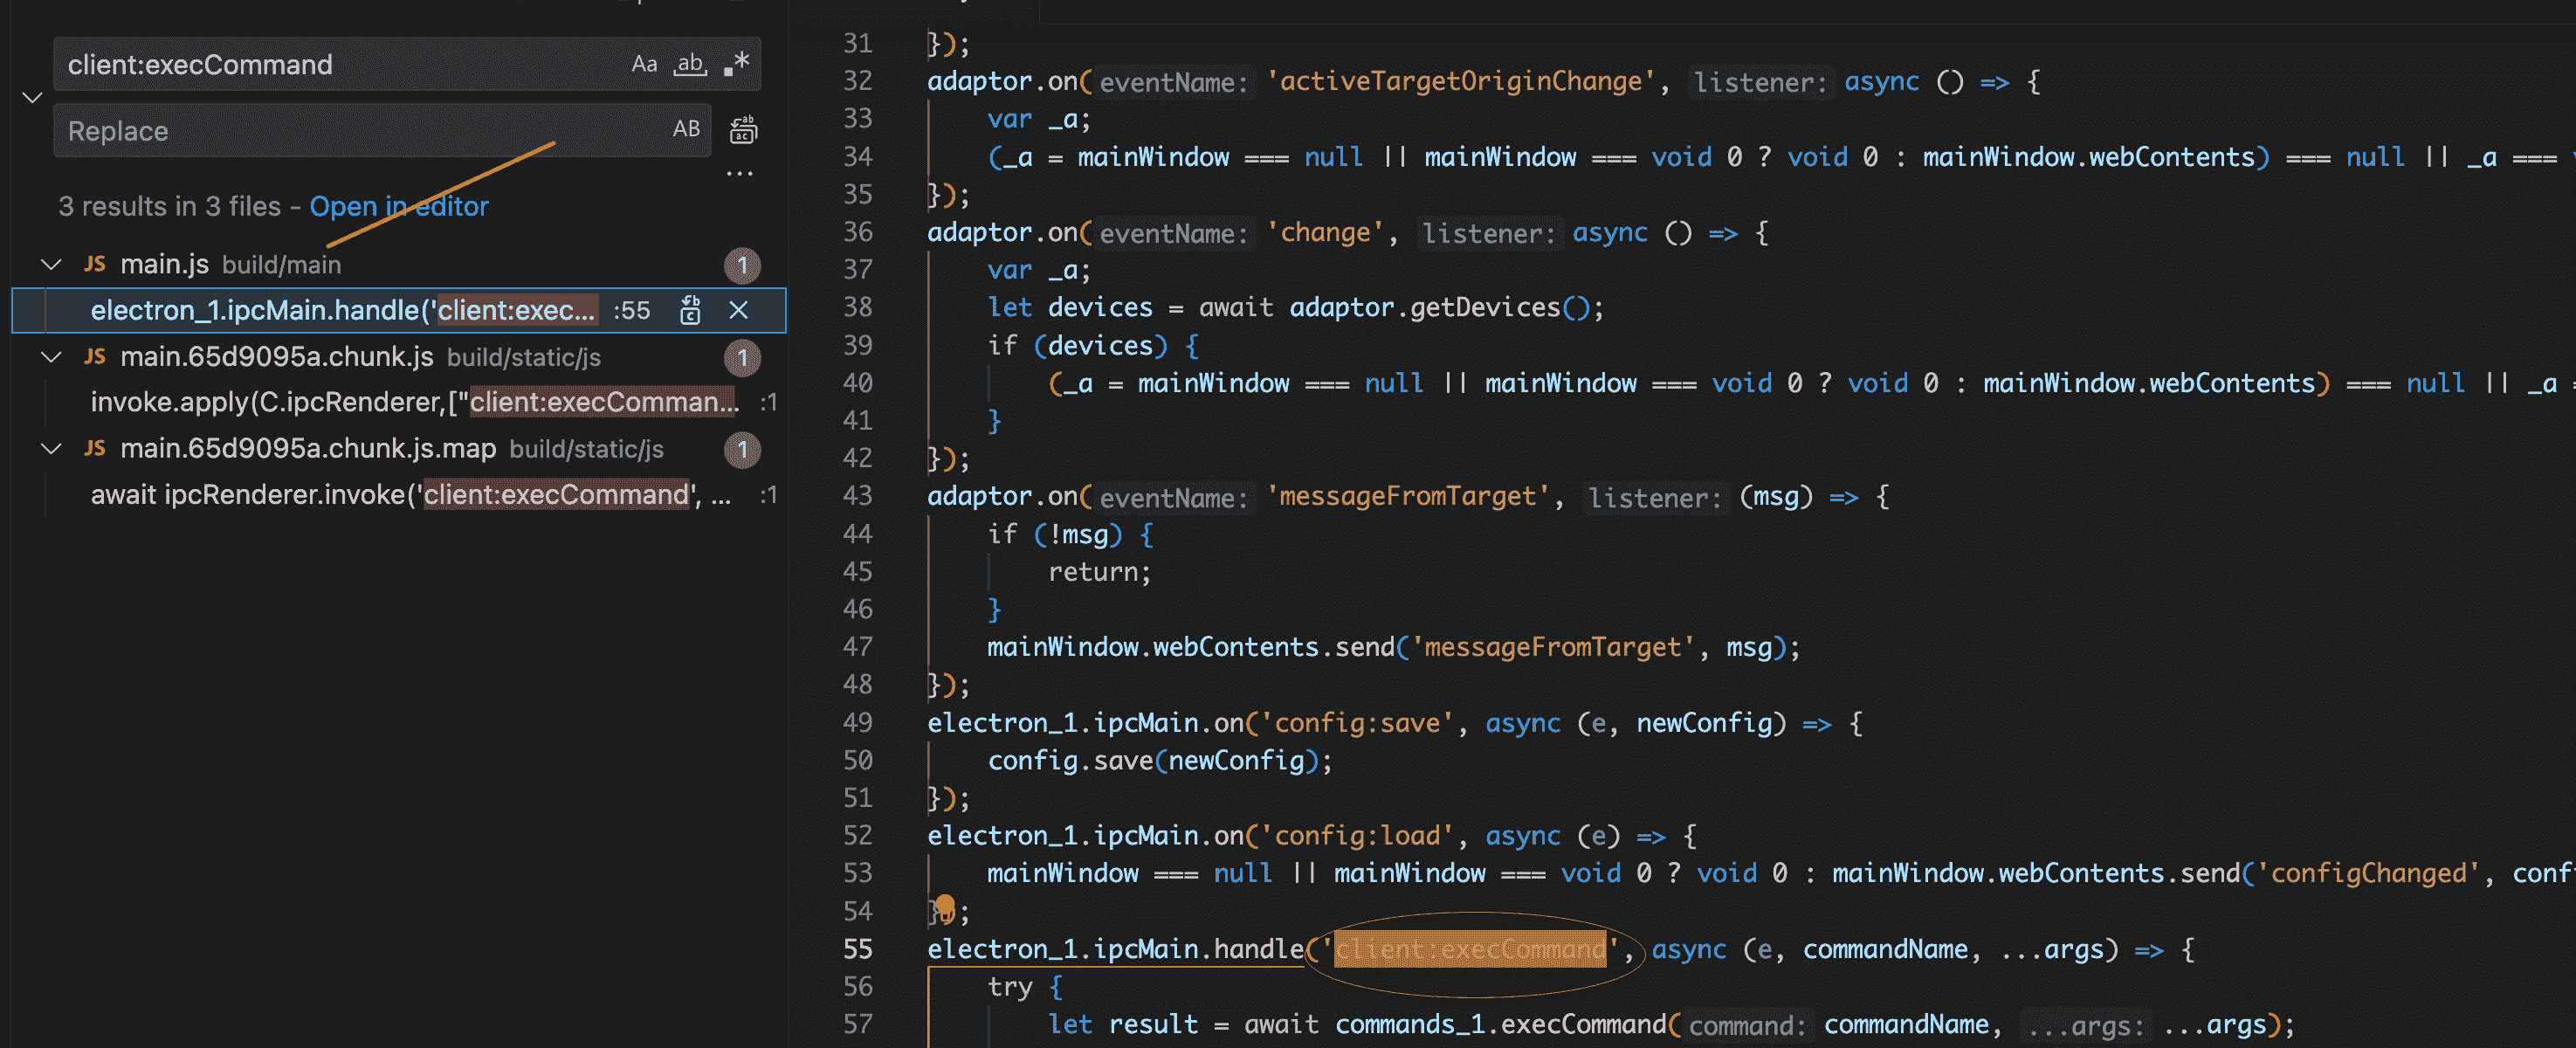 client:execCommand Aa ab .*
Replace AB
3 results in 3 files - Open in editor
JS main.js build/main 1
electron_1.ipcMain.handle('client:exec... :55
JS main.65d9095a.chunk.js build/static/js 1
invoke.apply(C.ipcRenderer,["client:execComman... :1
JS main.65d9095a.chunk.js.map build/static/js 1
await ipcRenderer.invoke('client:execCommand', ... :1
31 });
32 adaptor.on(eventName: 'activeTargetOriginChange', listener: async () => {
33 var _a;
34 (_a = mainWindow === null || mainWindow === void 0 ? void 0 : mainWindow.webContents) === null || _a ===
35 });
36 adaptor.on(eventName: 'change', listener: async () => {
37 var _a;
38 let devices = await adaptor.getDevices();
39 if (devices) {
40 (_a = mainWindow === null || mainWindow === void 0 ? void 0 : mainWindow.webContents) === null || _a
41 }
42 });
43 adaptor.on(eventName: 'messageFromTarget', listener: (msg) => {
44 if (!msg) {
45 return;
46 }
47 mainWindow.webContents.send('messageFromTarget', msg);
48 });
49 electron_1.ipcMain.on('config:save', async (e, newConfig) => {
50 config.save(newConfig);
51 });
52 electron_1.ipcMain.on('config:load', async (e) => {
53 mainWindow === null || mainWindow === void 0 ? void 0 : mainWindow.webContents.send('configChanged', conf
54 });
55 electron_1.ipcMain.handle('client:execCommand', async (e, commandName, ...args) => {
56 try {
57 let result = await commands_1.execCommand(command: commandName, ...args: ...args);